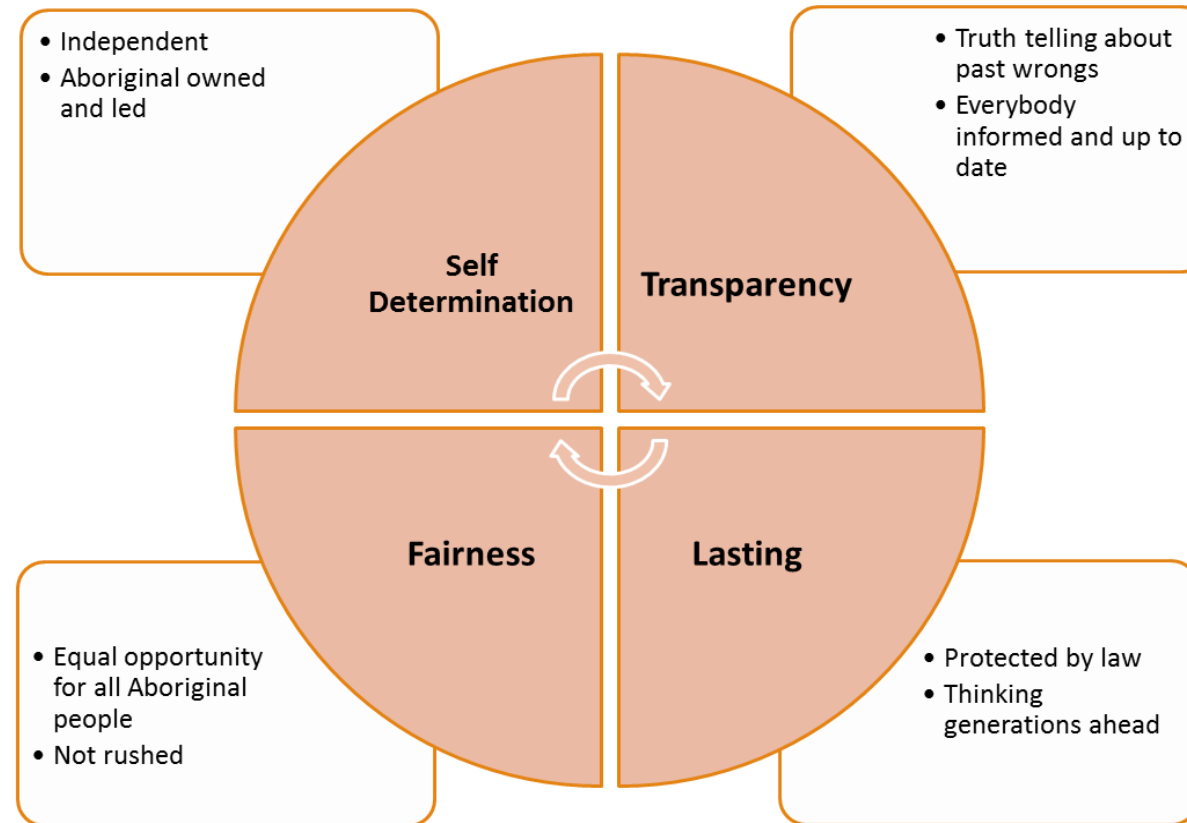 • Independent
• Aboriginal owned
and led
Self
Determination
• Truth telling about
past wrongs
• Everybody
informed and up to
date
Transparency
Fairness
• Equal opportunity
for all Aboriginal
people
• Not rushed
Lasting
• Protected by law
• Thinking
generations ahead